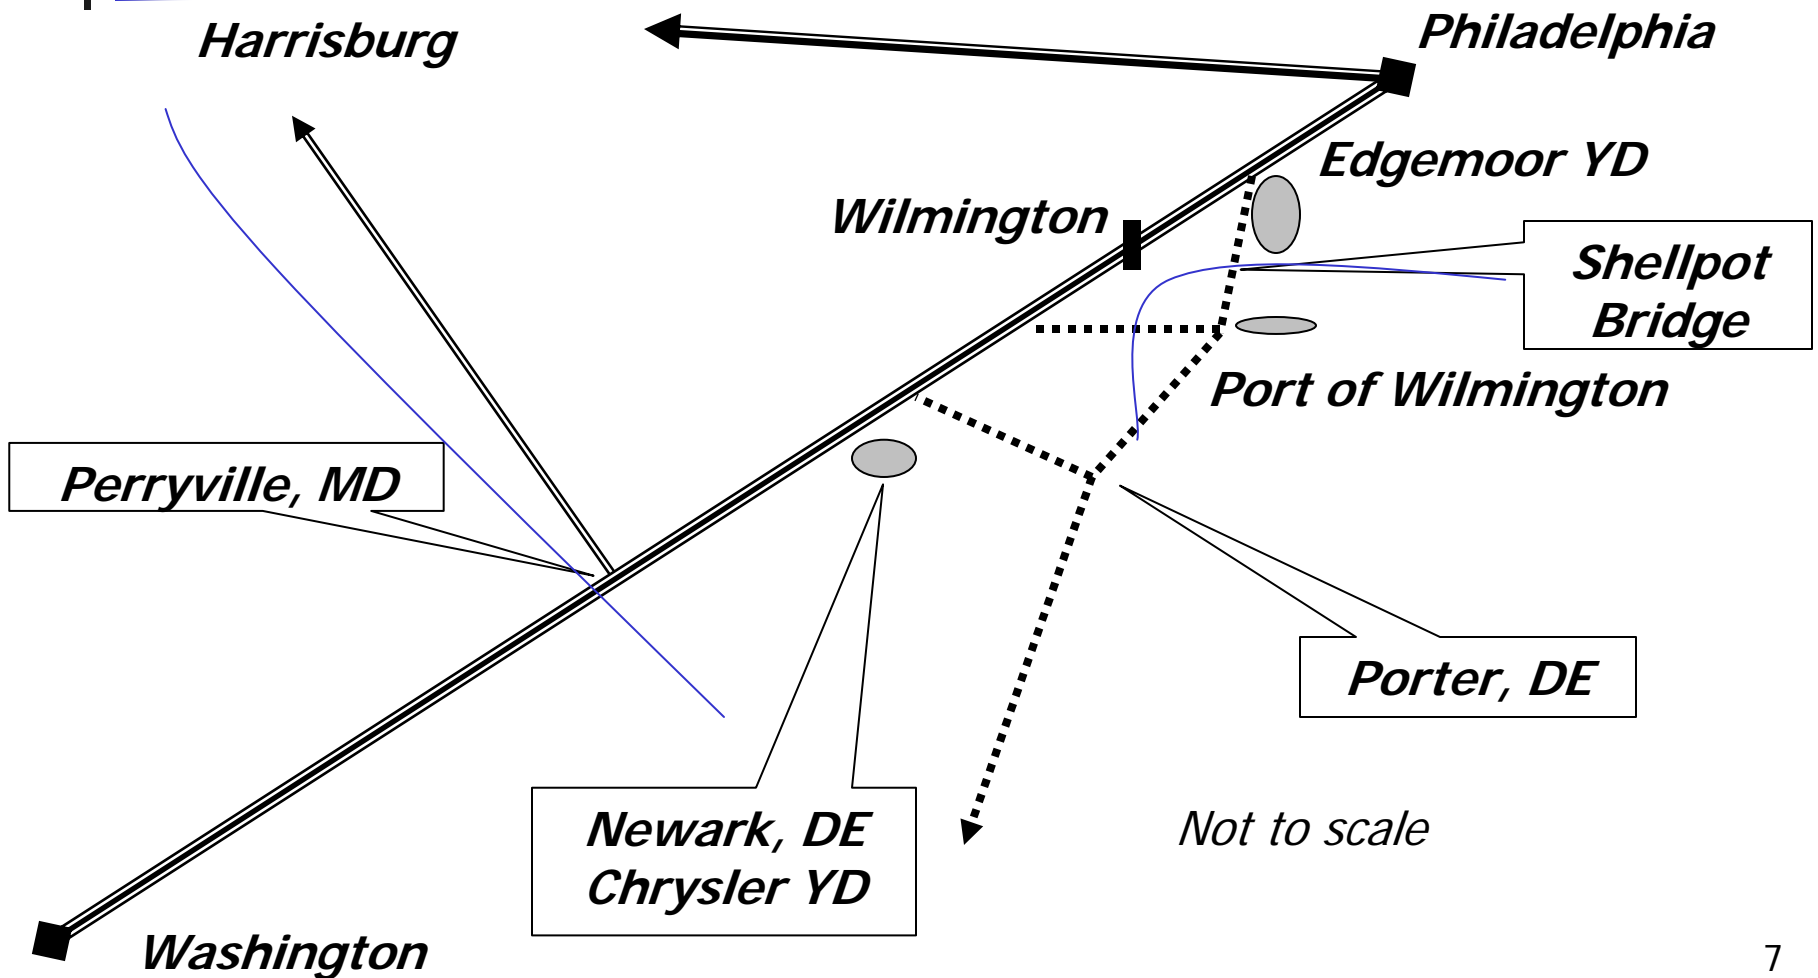 Harrisburg
Philadelphia
Edgemoor YD
Wilmington
Shellpot
Bridge
Port of Wilmington
Perryville, MD
Porter, DE
Newark, DE
Chrysler YD
Not to scale
Washington
7